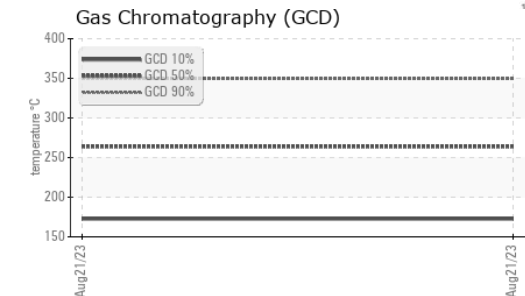 Gas Chromatography (GCD)
GCD 10%
GCD 50%
GCD 90%
temperature °C
400
350
300
250
200
150
Aug21/23
Aug21/23